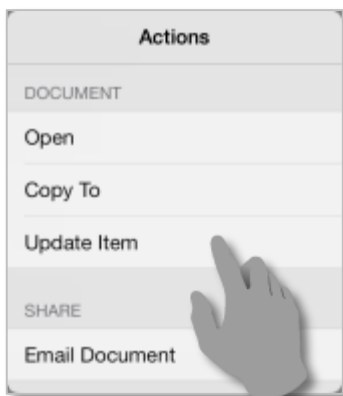 Actions
DOCUMENT
Open
Copy To
Update Item
SHARE
Email Document